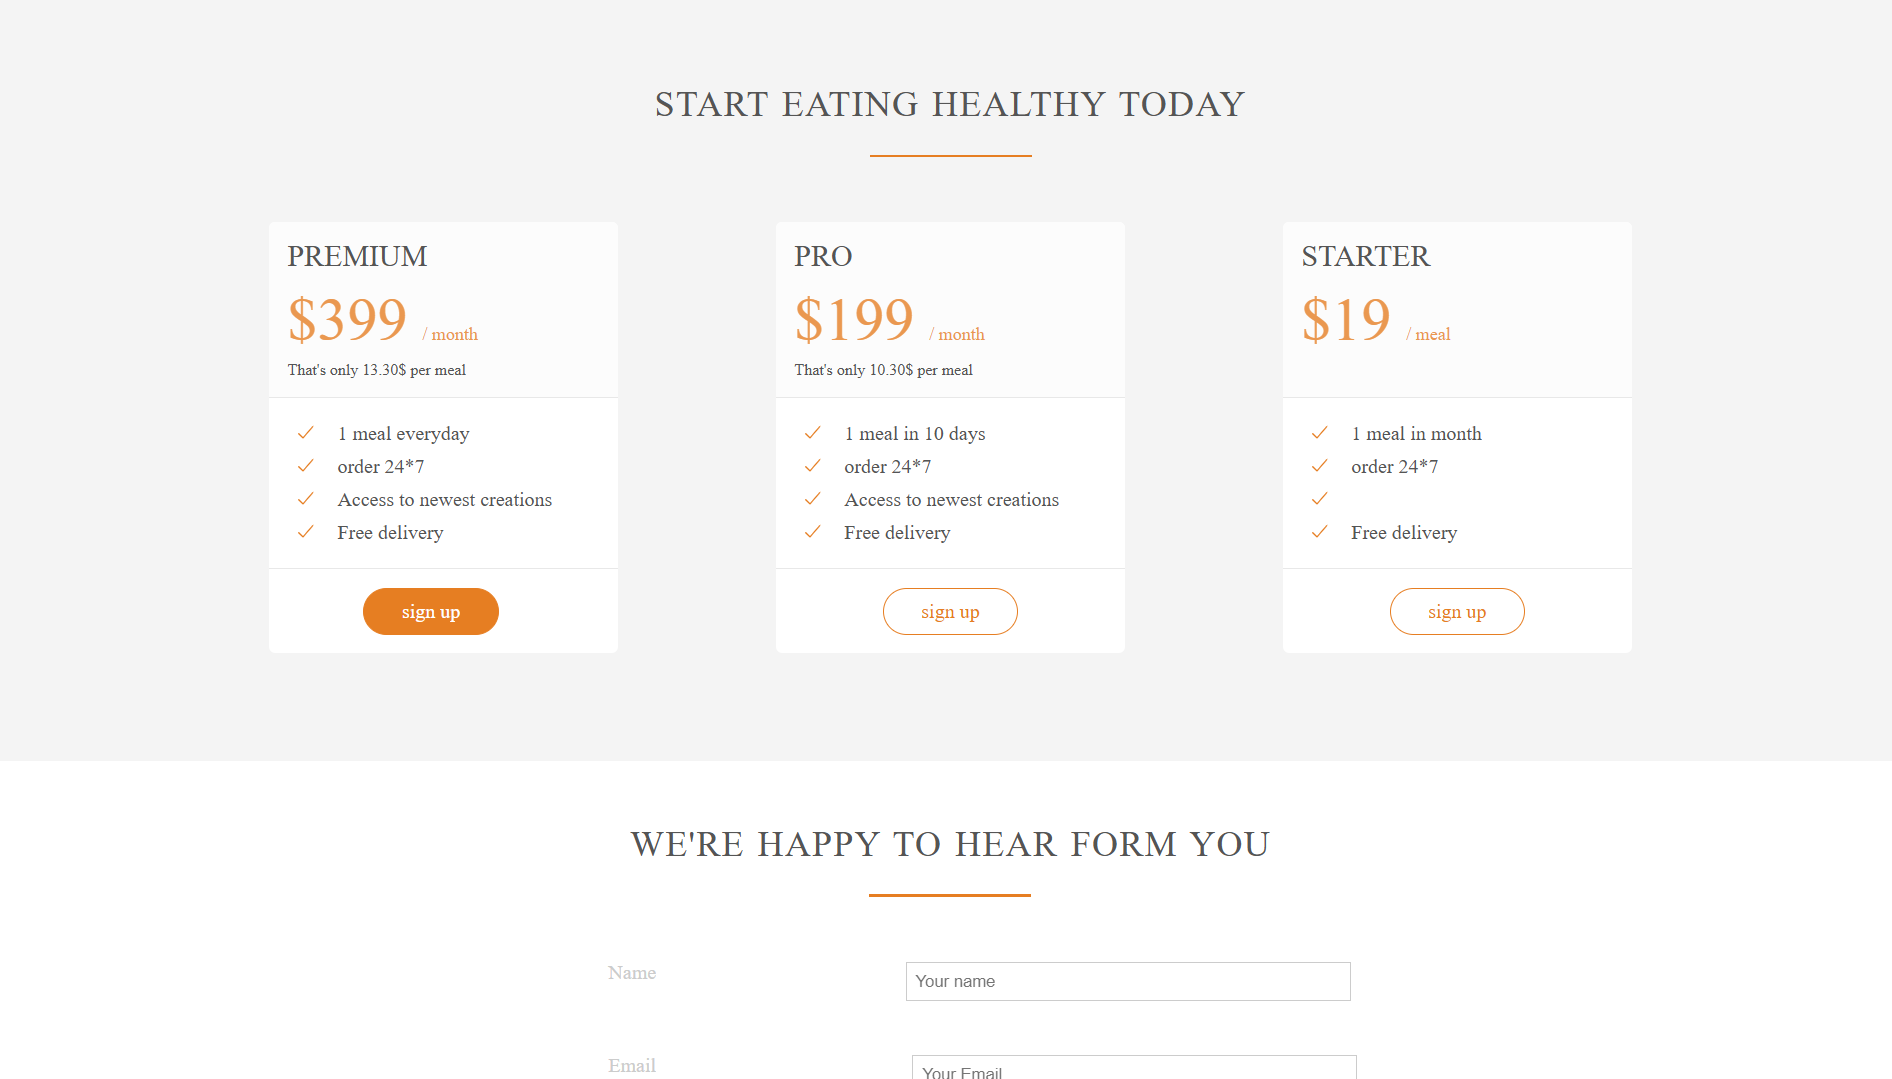 START EATING HEALTHY TODAY
PREMIUM
$399 / month
That's only 13.30$ per meal
1 meal everyday
order 24*7
Access to newest creations
Free delivery
sign up
PRO
$199 / month
That's only 10.30$ per meal
1 meal in 10 days
order 24*7
Access to newest creations
Free delivery
sign up
STARTER
$19 / meal
1 meal in month
order 24*7
Free delivery
sign up
WE'RE HAPPY TO HEAR FORM YOU
Name
Your name
Email
Your Email